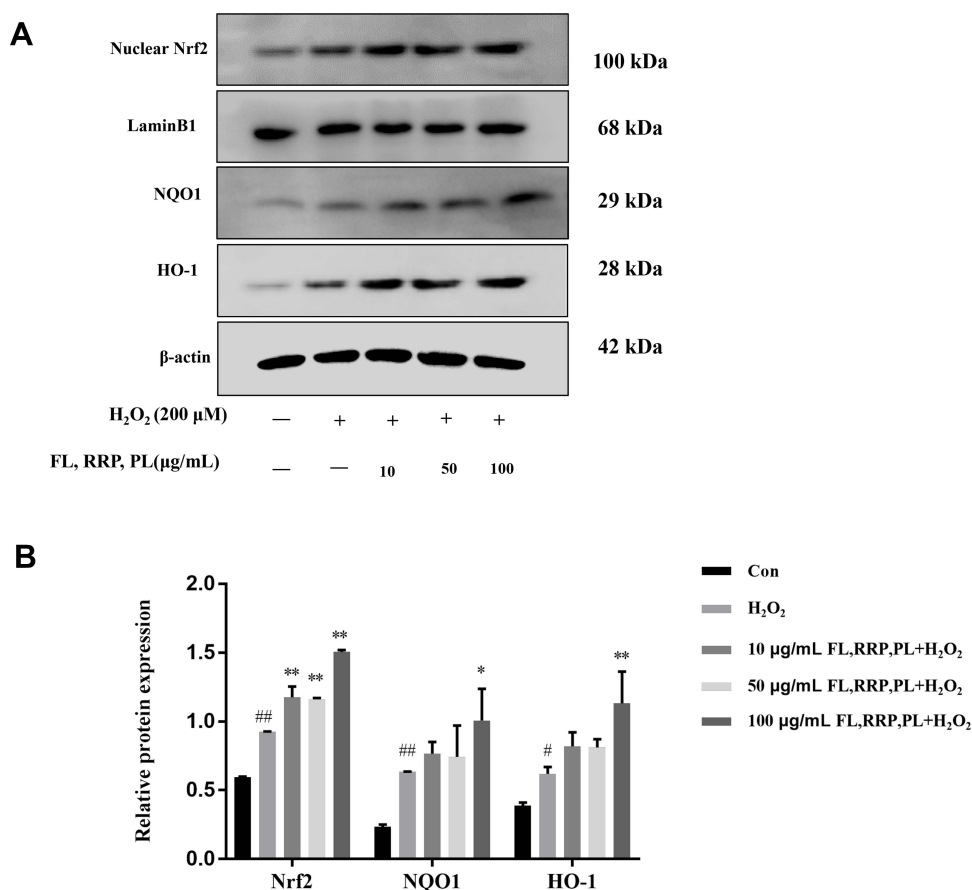 A
Nuclear Nrf2
100 kDa
LaminB1
68 kDa
NQO1
29 kDa
HO-1
28 kDa
β-actin
42 kDa
H₂O₂ (200 μM) — + + + +
FL, RRP, PL(μg/mL) — — 10 50 100
B
Relative protein expression
2.0
1.5
1.0
0.5
0.0
## ** ** **
## *
# **
Nrf2 NQO1 HO-1
Con
H₂O₂
10 μg/mL FL,RRP,PL+H₂O₂
50 μg/mL FL,RRP,PL+H₂O₂
100 μg/mL FL,RRP,PL+H₂O₂